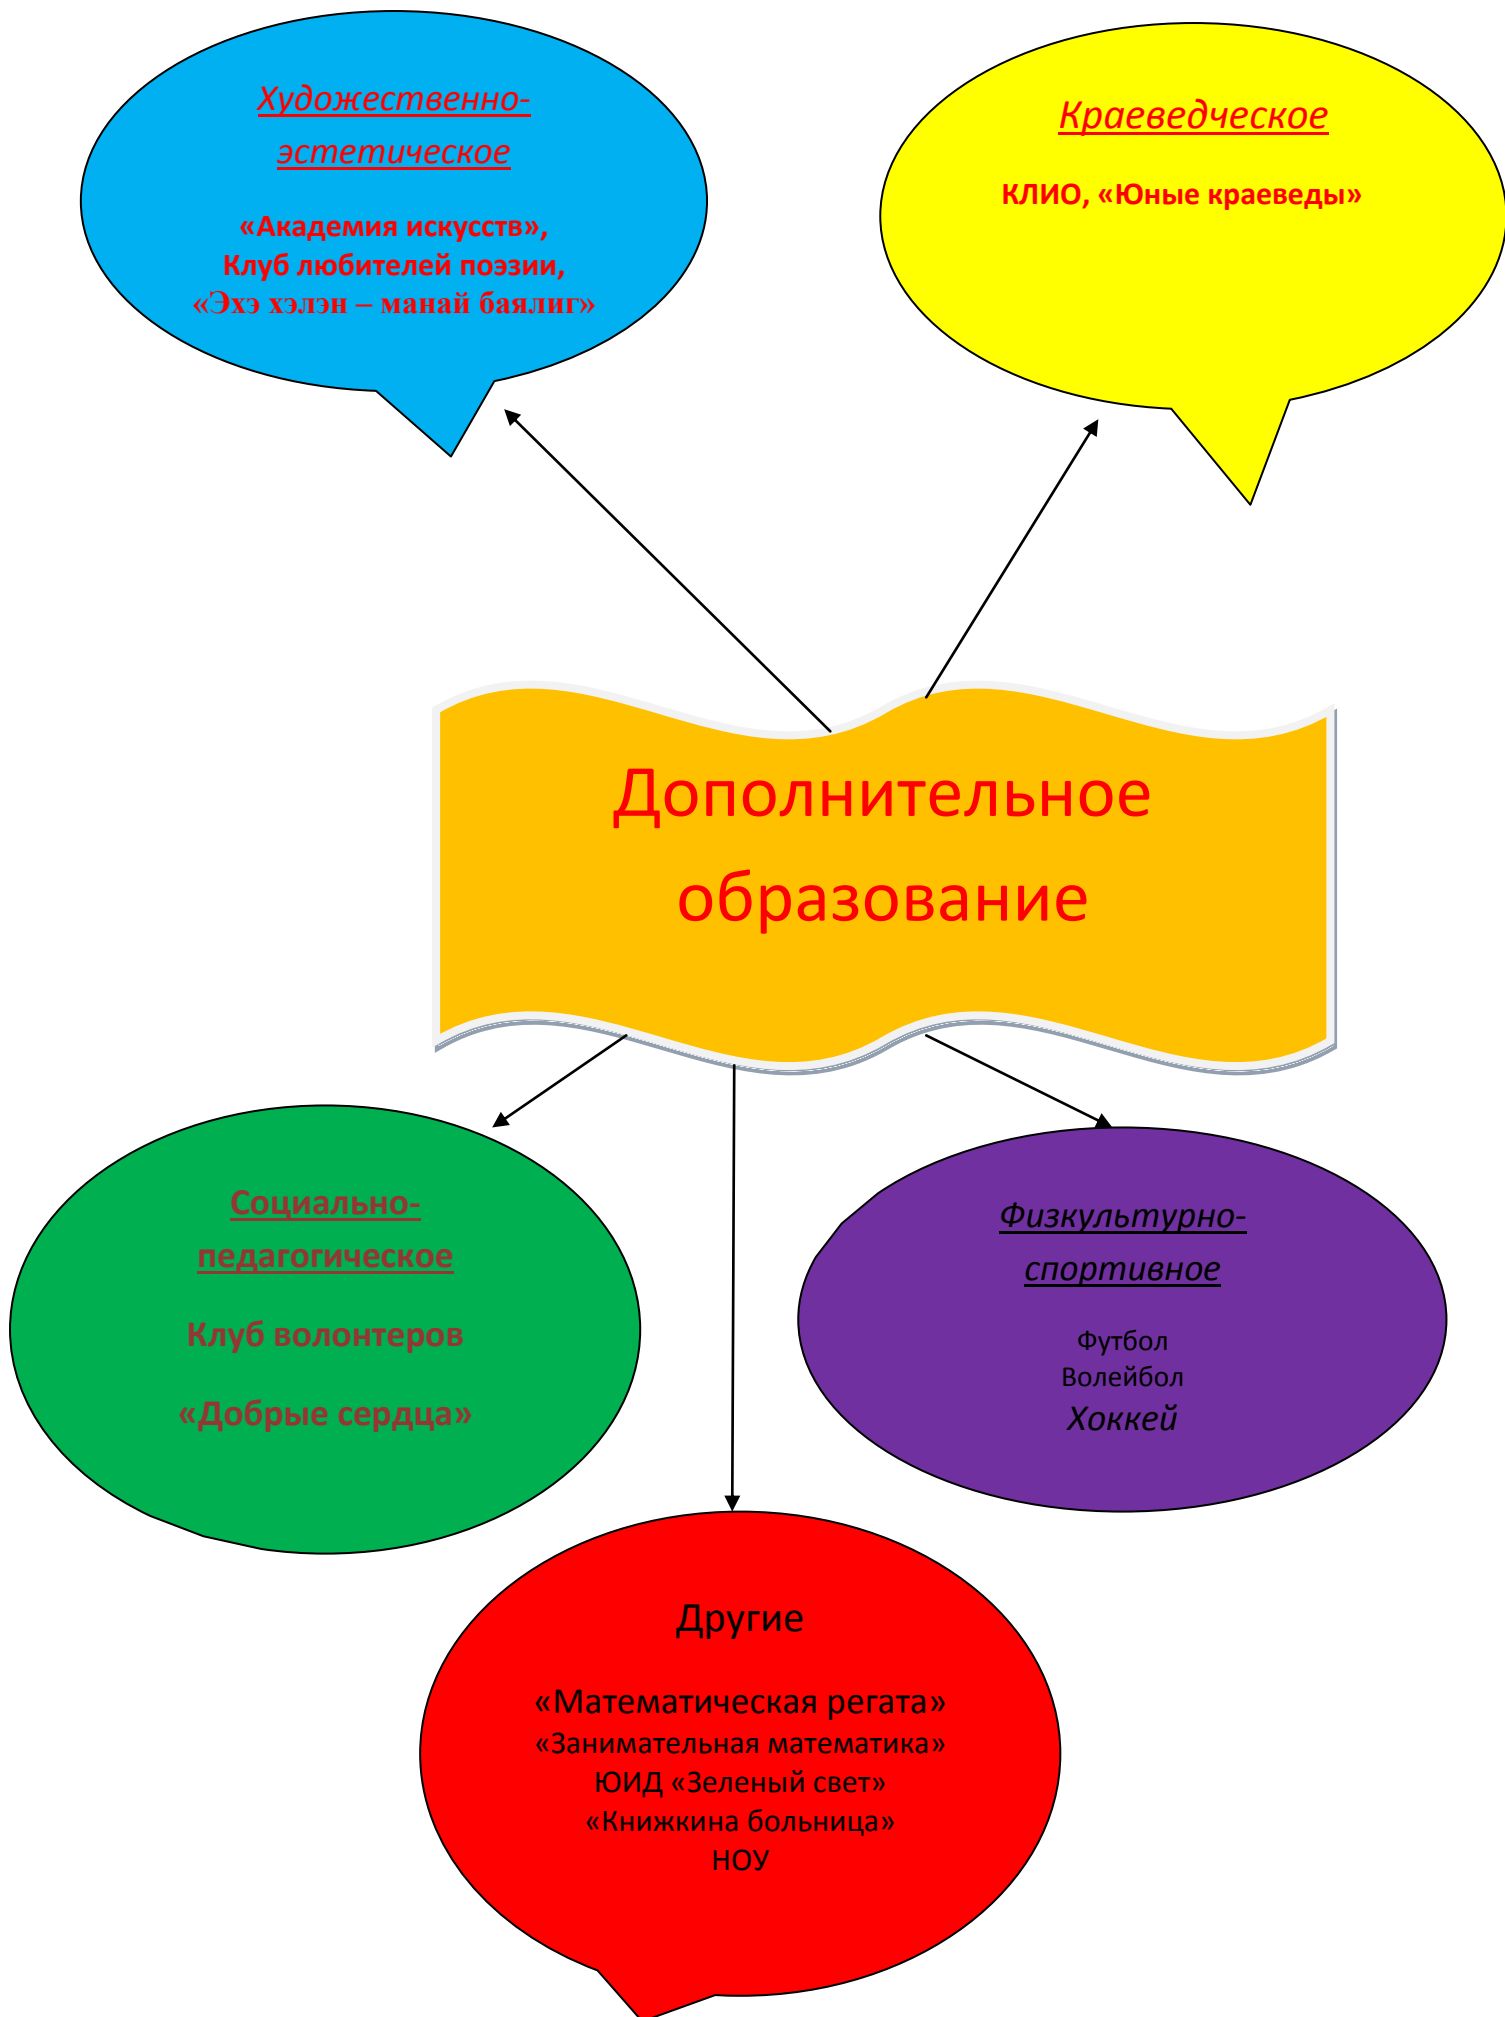 Художественно-
эстетическое
«Академия искусств»,
Клуб любителей поэзии,
«Эхэ хэлэн – манай баялиг»
Краеведческое
КЛИО, «Юные краеведы»
Дополнительное
образование
Социально-
педагогическое
Клуб волонтеров
«Добрые сердца»
Физкультурно-
спортивное
Футбол
Волейбол
Хоккей
Другие
«Математическая регата»
«Занимательная математика»
ЮИД «Зеленый свет»
«Книжкина больница»
НОУ